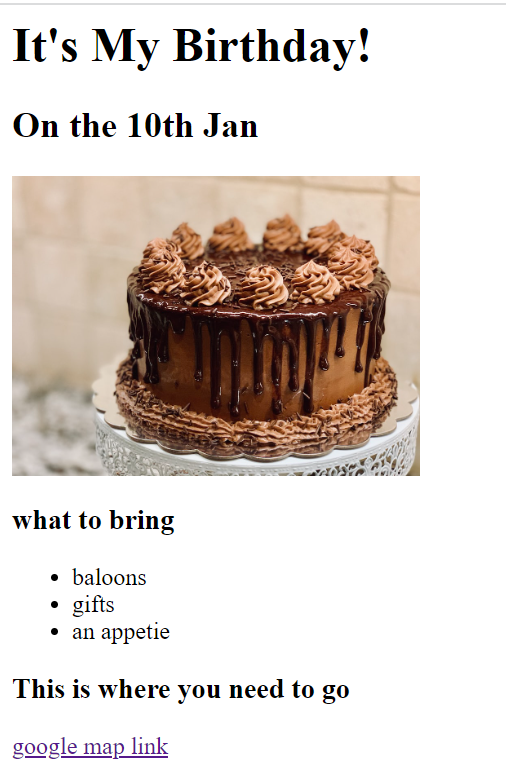 It's My Birthday!
On the 10th Jan
what to bring
baloons
gifts
an appetie
This is where you need to go
google map link